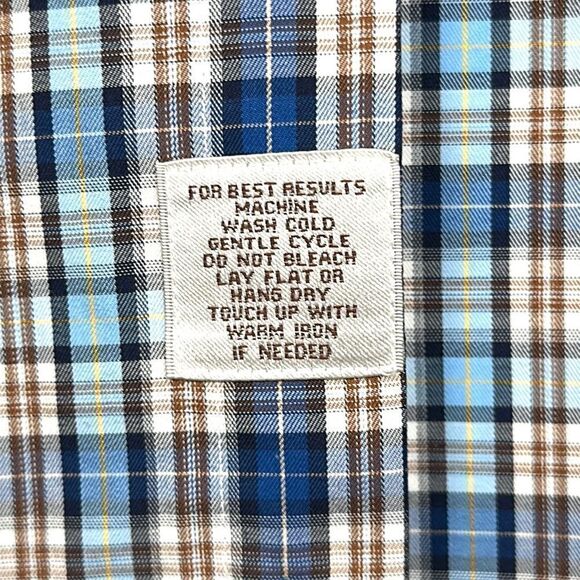 FOR BEST RESULTS
MACHINE
WASH COLD
GENTLE CYCLE
DO NOT BLEACH
LAY FLAT OR
HANG DRY
TOUCH UP WITH
WARM IRON
IF NEEDED